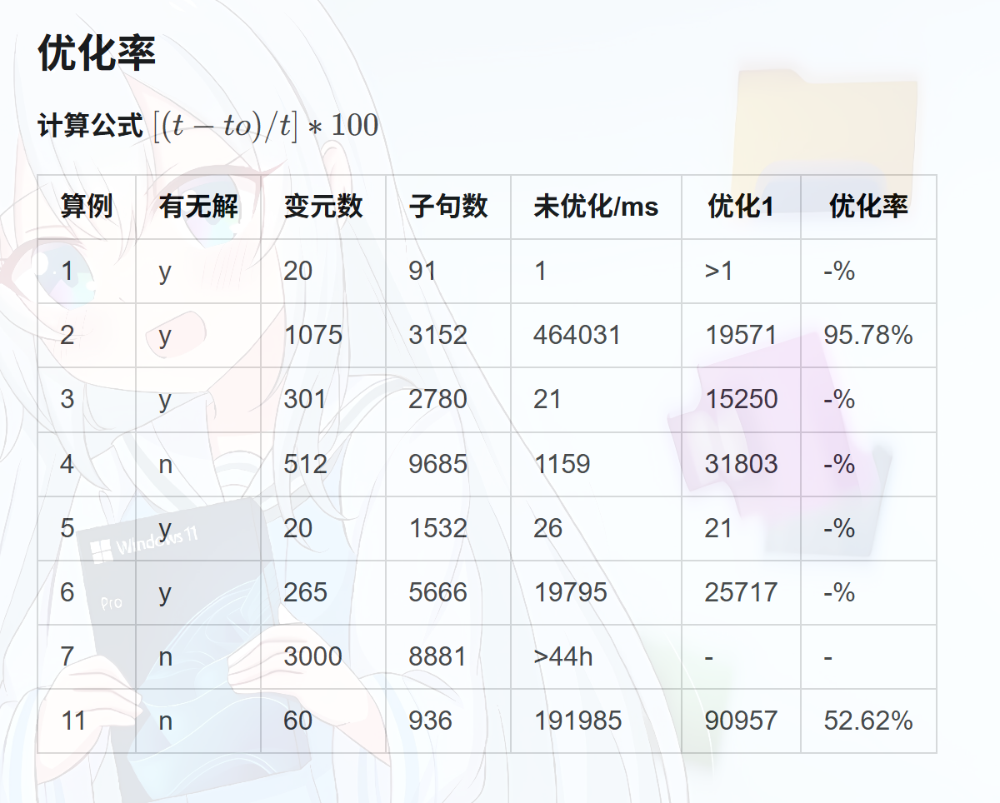 优化率
计算公式 [(t − to)/t] ∗ 100
算例 有无解 变元数 子句数 未优化/ms 优化1 优化率
1 y 20 91 1 >1 -%
2 y 1075 3152 464031 19571 95.78%
3 y 301 2780 21 15250 -%
4 n 512 9685 1159 31803 -%
5 y 20 1532 26 21 -%
Windows 11
6 y 265 5666 19795 25717 -%
Pro
7 n 3000 8881 >44h - -
11 n 60 936 191985 90957 52.62%